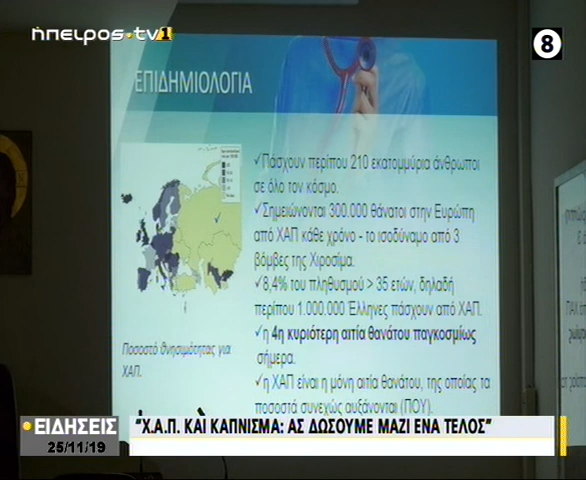 ήπειρος tv1
8
ΕΠΙΔΗΜΙΟΛΟΓΙΑ
✓Πάσχουν περίπου 210 εκατομμύρια άνθρωποι
σε όλο τον κόσμο.
✓Σημειώνονται 300.000 θάνατοι στην Ευρώπη
από ΧΑΠ κάθε χρόνο - το ισοδύναμο από 3
βόμβες της Χιροσίμα.
✓8,4% του πληθυσμού > 35 ετών, δηλαδή
περίπου 1.000.000 Έλληνες πάσχουν από ΧΑΠ.
✓η 4η κυριότερη αιτία θανάτου παγκοσμίως
σήμερα.
✓η ΧΑΠ είναι η μόνη αιτία θανάτου, της οποίας τα
ποσοστά συνεχώς αυξάνονται (ΠΟΥ).
Ποσοστό θνησιμότητας για
ΧΑΠ.
ΕΙΔΗΣΕΙΣ
25/11/19
"Χ.Α.Π. ΚΑΙ ΚΑΠΝΙΣΜΑ: ΑΣ ΔΩΣΟΥΜΕ ΜΑΖΙ ΕΝΑ ΤΕΛΟΣ"